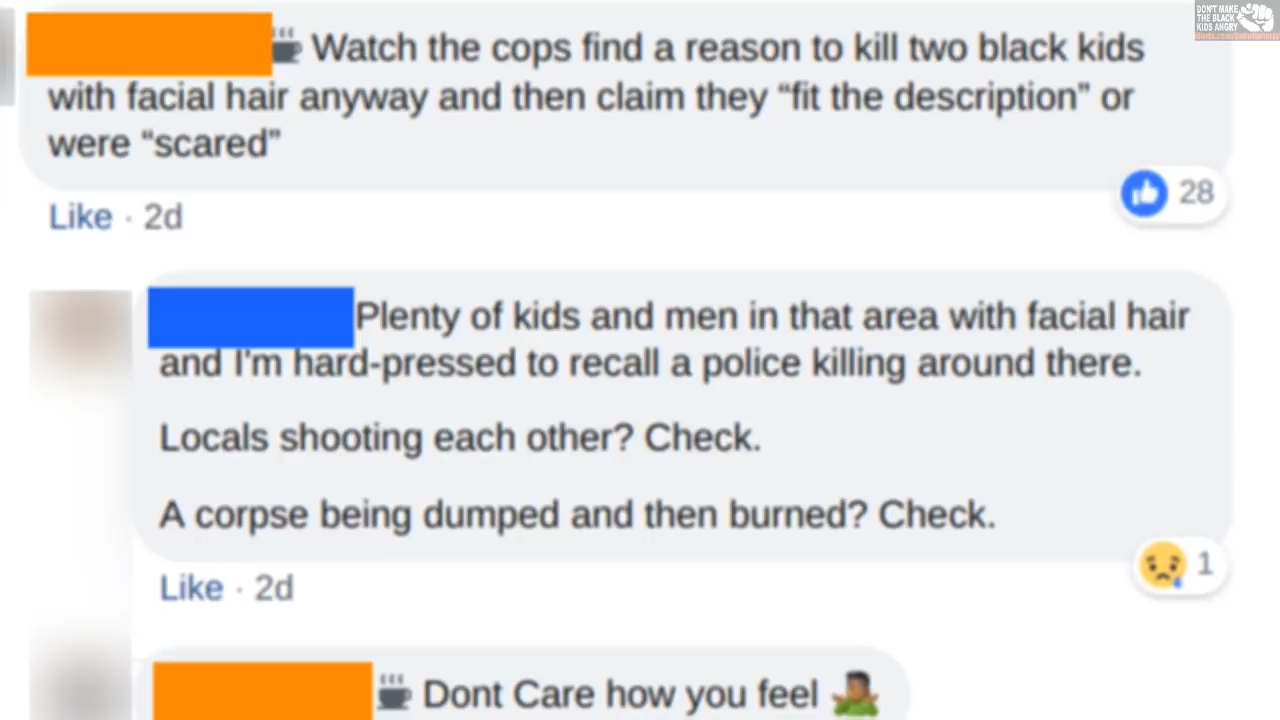 DON'T MAKE
THE BLACK
KIDS ANGRY
Watch the cops find a reason to kill two black kids
with facial hair anyway and then claim they “fit the description” or
were “scared”
Like · 2d
28
Plenty of kids and men in that area with facial hair
and I'm hard-pressed to recall a police killing around there.
Locals shooting each other? Check.
A corpse being dumped and then burned? Check.
Like · 2d
1
Dont Care how you feel